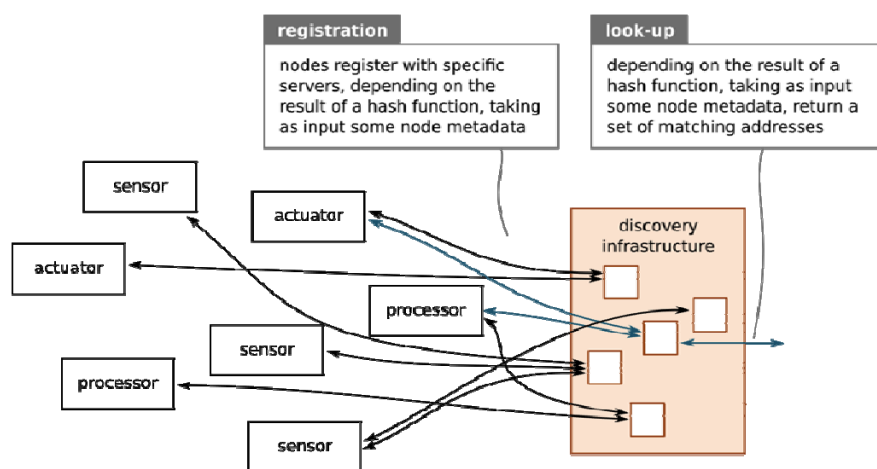 registration
nodes register with specific
servers, depending on the
result of a hash function, taking
as input some node metadata
look-up
depending on the result of a
hash function, taking as input
some node metadata, return a
set of matching addresses
sensor
actuator
discovery
infrastructure
actuator
processor
sensor
processor
sensor